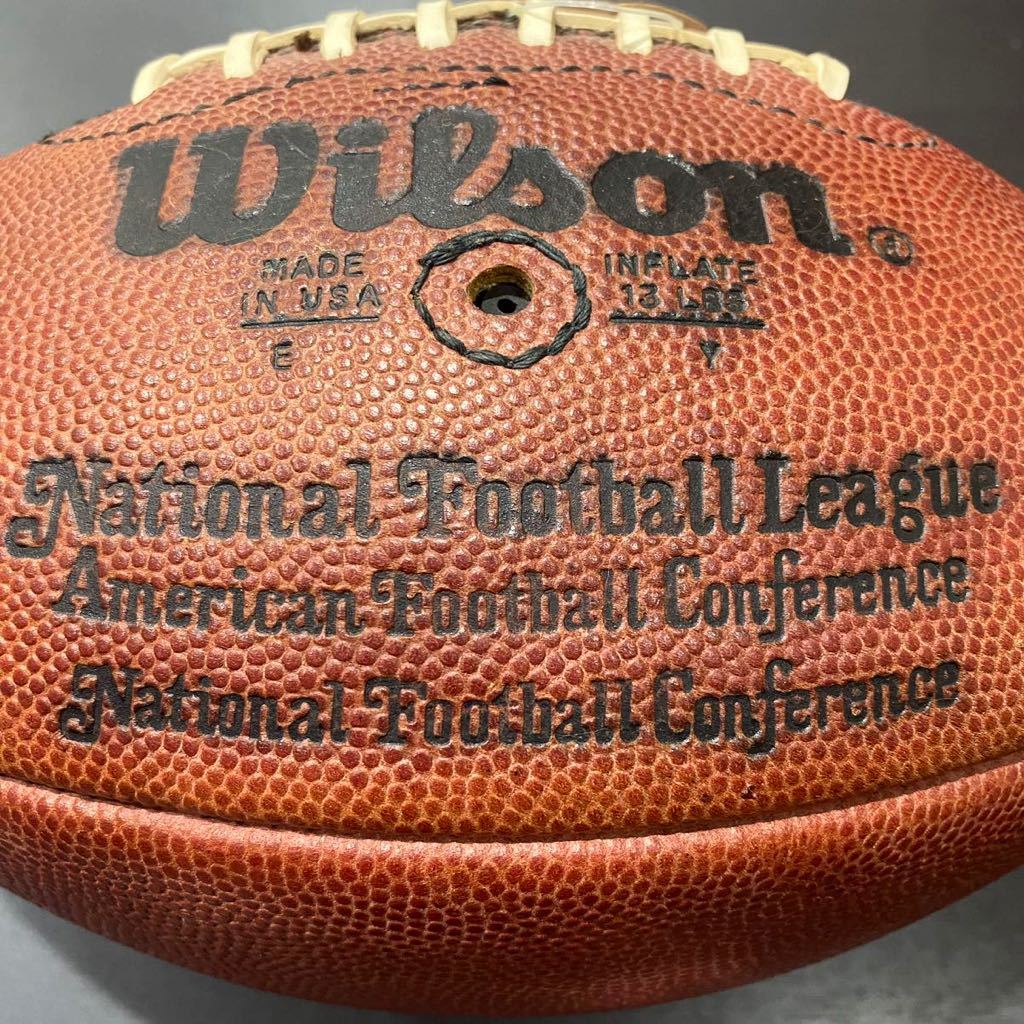 Wilson®
MADE
IN USA
E
INFLATE
13 LBS
Y
National Football League
American Football Conference
National Football Conference